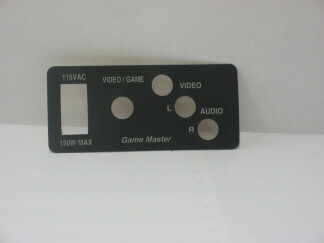 115VAC
VIDEO / GAME
VIDEO
L
AUDIO
R
150W MAX
Game Master